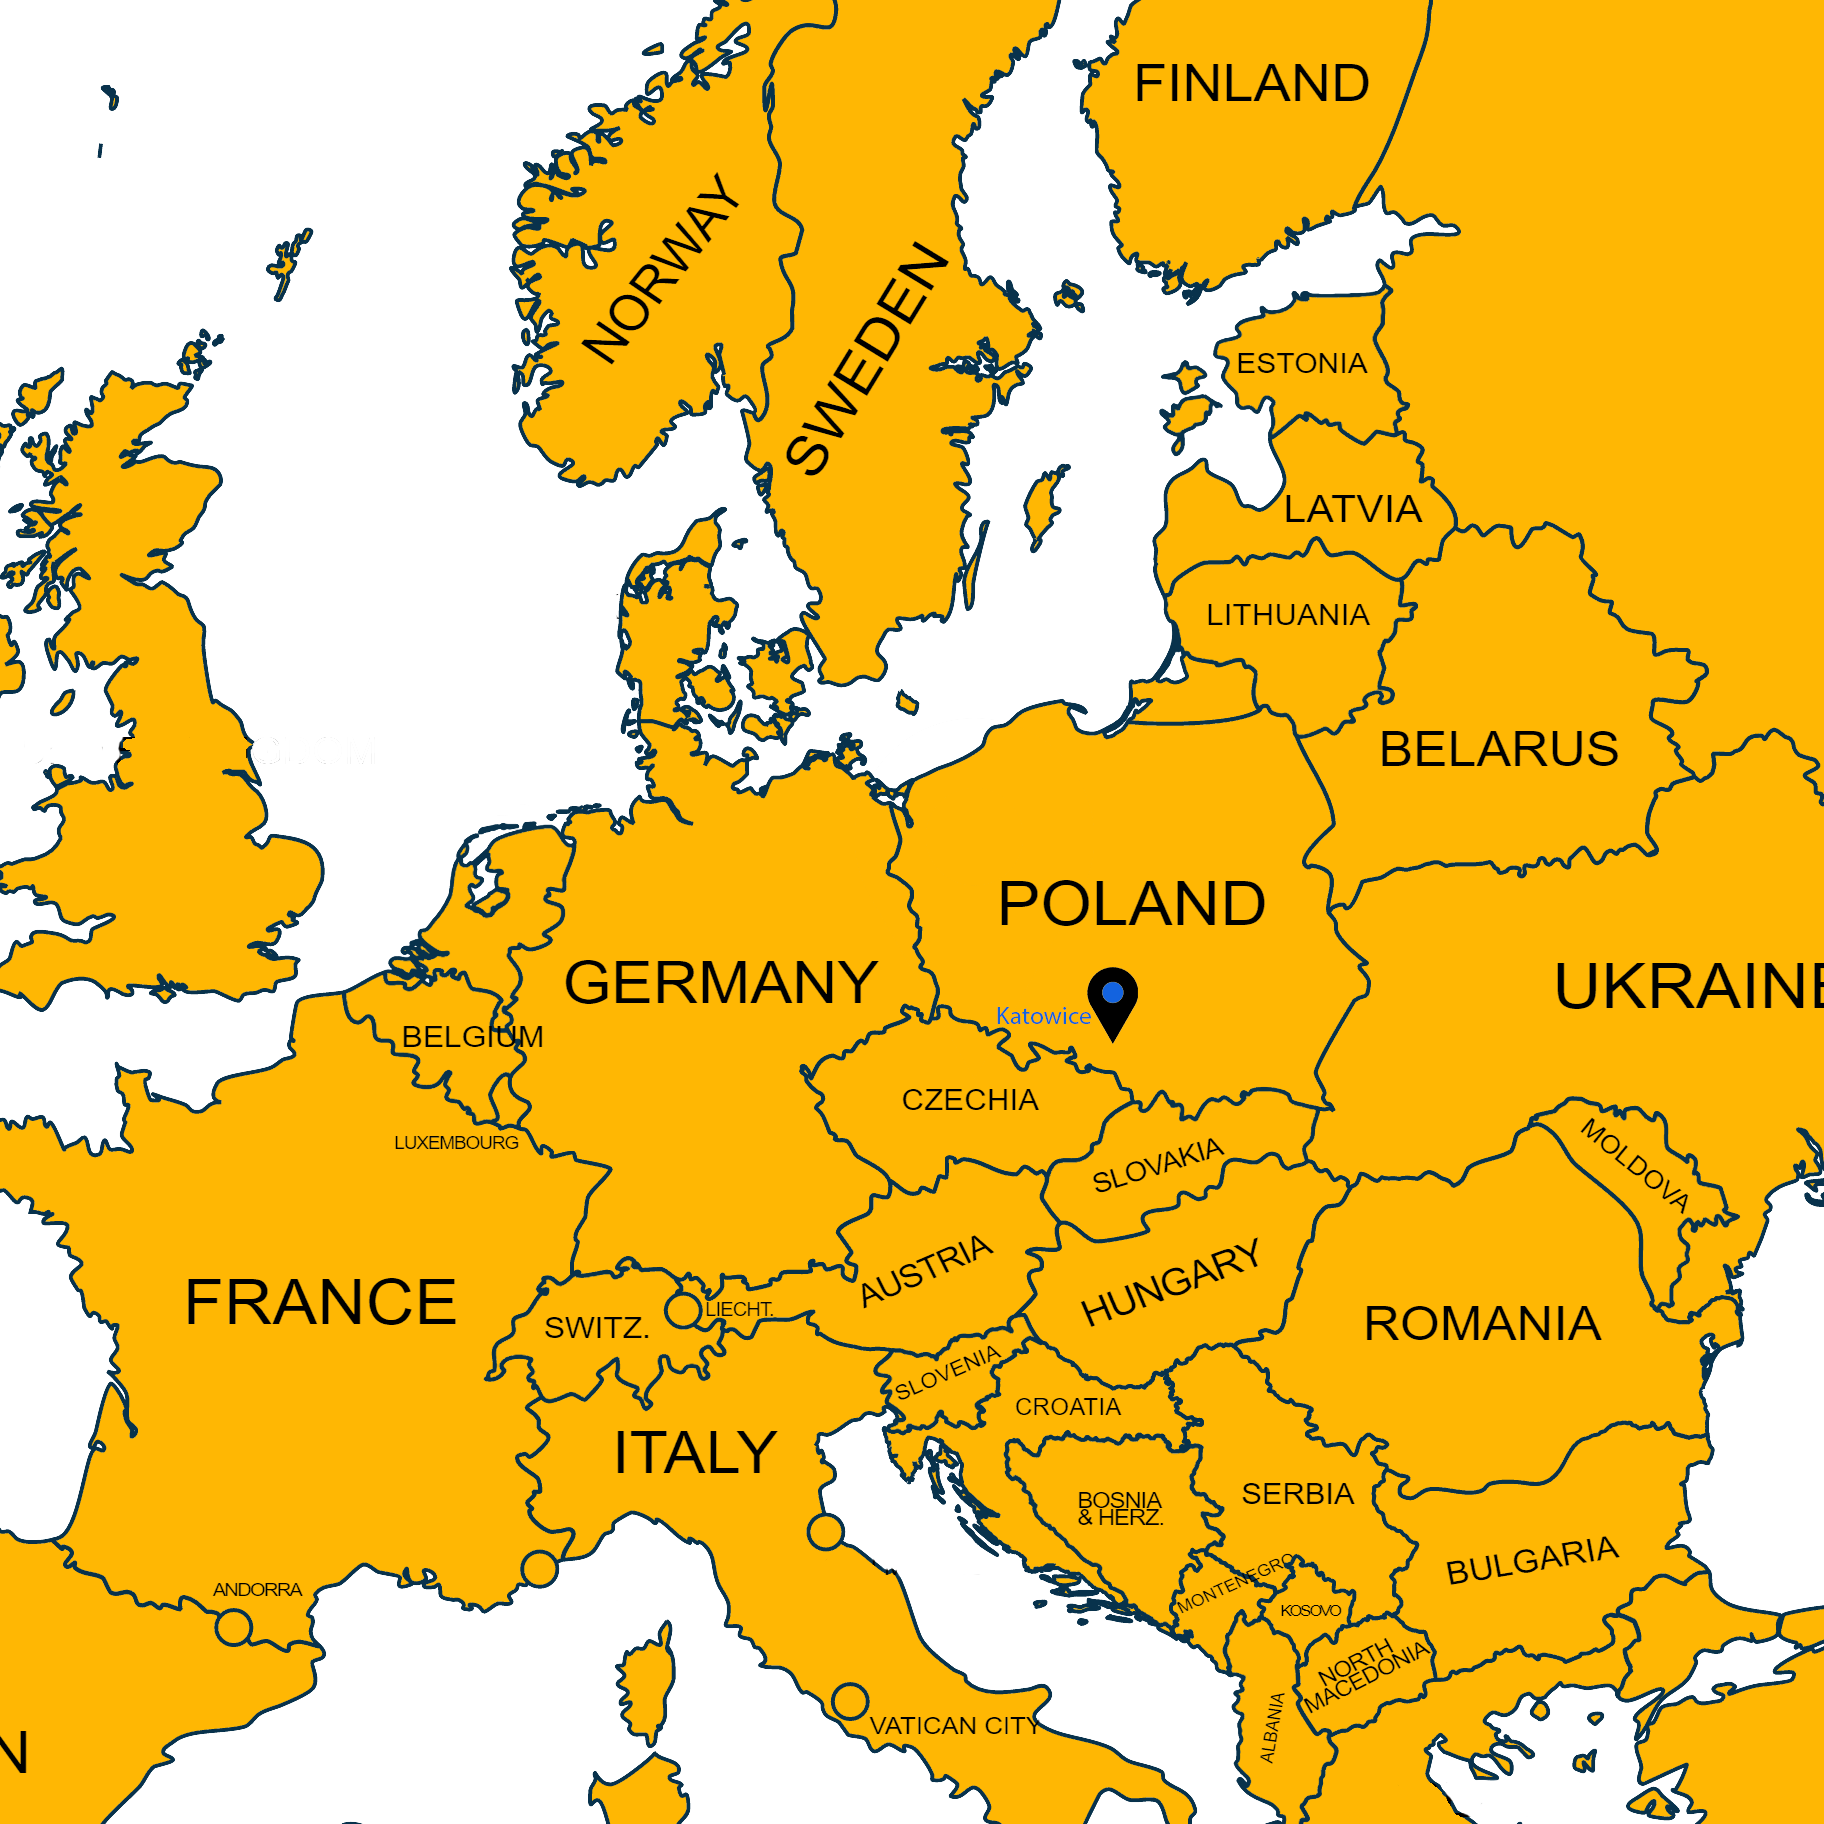 FINLAND
NORWAY
SWEDEN
ESTONIA
LATVIA
LITHUANIA
BELARUS
POLAND
GERMANY
UKRAINE
Katowice
BELGIUM
CZECHIA
LUXEMBOURG
SLOVAKIA
MOLDOVA
AUSTRIA
HUNGARY
FRANCE
LIECHT.
SWITZ.
ROMANIA
SLOVENIA
CROATIA
ITALY
SERBIA
BOSNIA
& HERZ.
BULGARIA
MONTENEGRO
ANDORRA
KOSOVO
NORTH
MACEDONIA
ALBANIA
VATICAN CITY
N